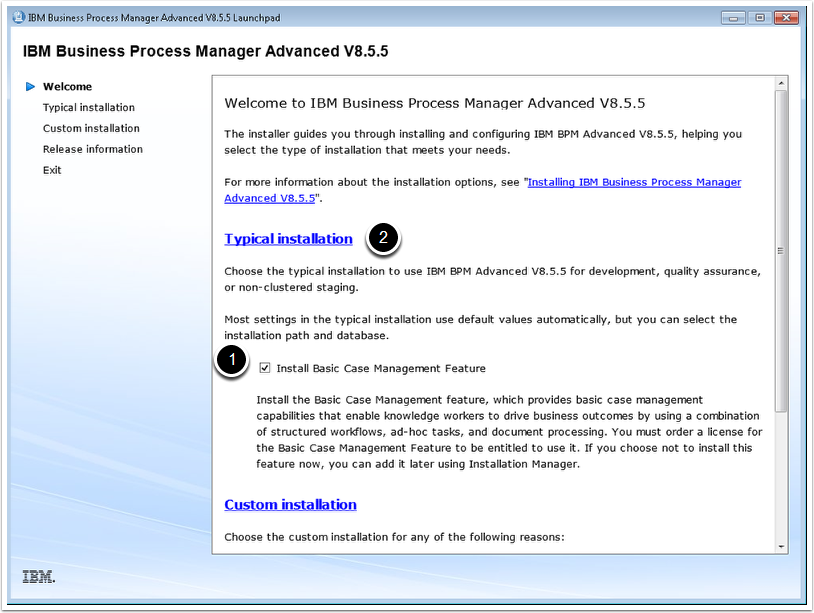 IBM Business Process Manager Advanced V8.5.5 Launchpad
IBM Business Process Manager Advanced V8.5.5
Welcome
Typical installation
Custom installation
Release information
Exit
Welcome to IBM Business Process Manager Advanced V8.5.5
The installer guides you through installing and configuring IBM BPM Advanced V8.5.5, helping you
select the type of installation that meets your needs.
For more information about the installation options, see "Installing IBM Business Process Manager
Advanced V8.5.5".
Typical installation 2
Choose the typical installation to use IBM BPM Advanced V8.5.5 for development, quality assurance,
or non-clustered staging.
Most settings in the typical installation use default values automatically, but you can select the
installation path and database.
1 Install Basic Case Management Feature
Install the Basic Case Management feature, which provides basic case management
capabilities that enable knowledge workers to drive business outcomes by using a combination
of structured workflows, ad-hoc tasks, and document processing. You must order a license for
the Basic Case Management Feature to be entitled to use it. If you choose not to install this
feature now, you can add it later using Installation Manager.
Custom installation
Choose the custom installation for any of the following reasons:
IBM.